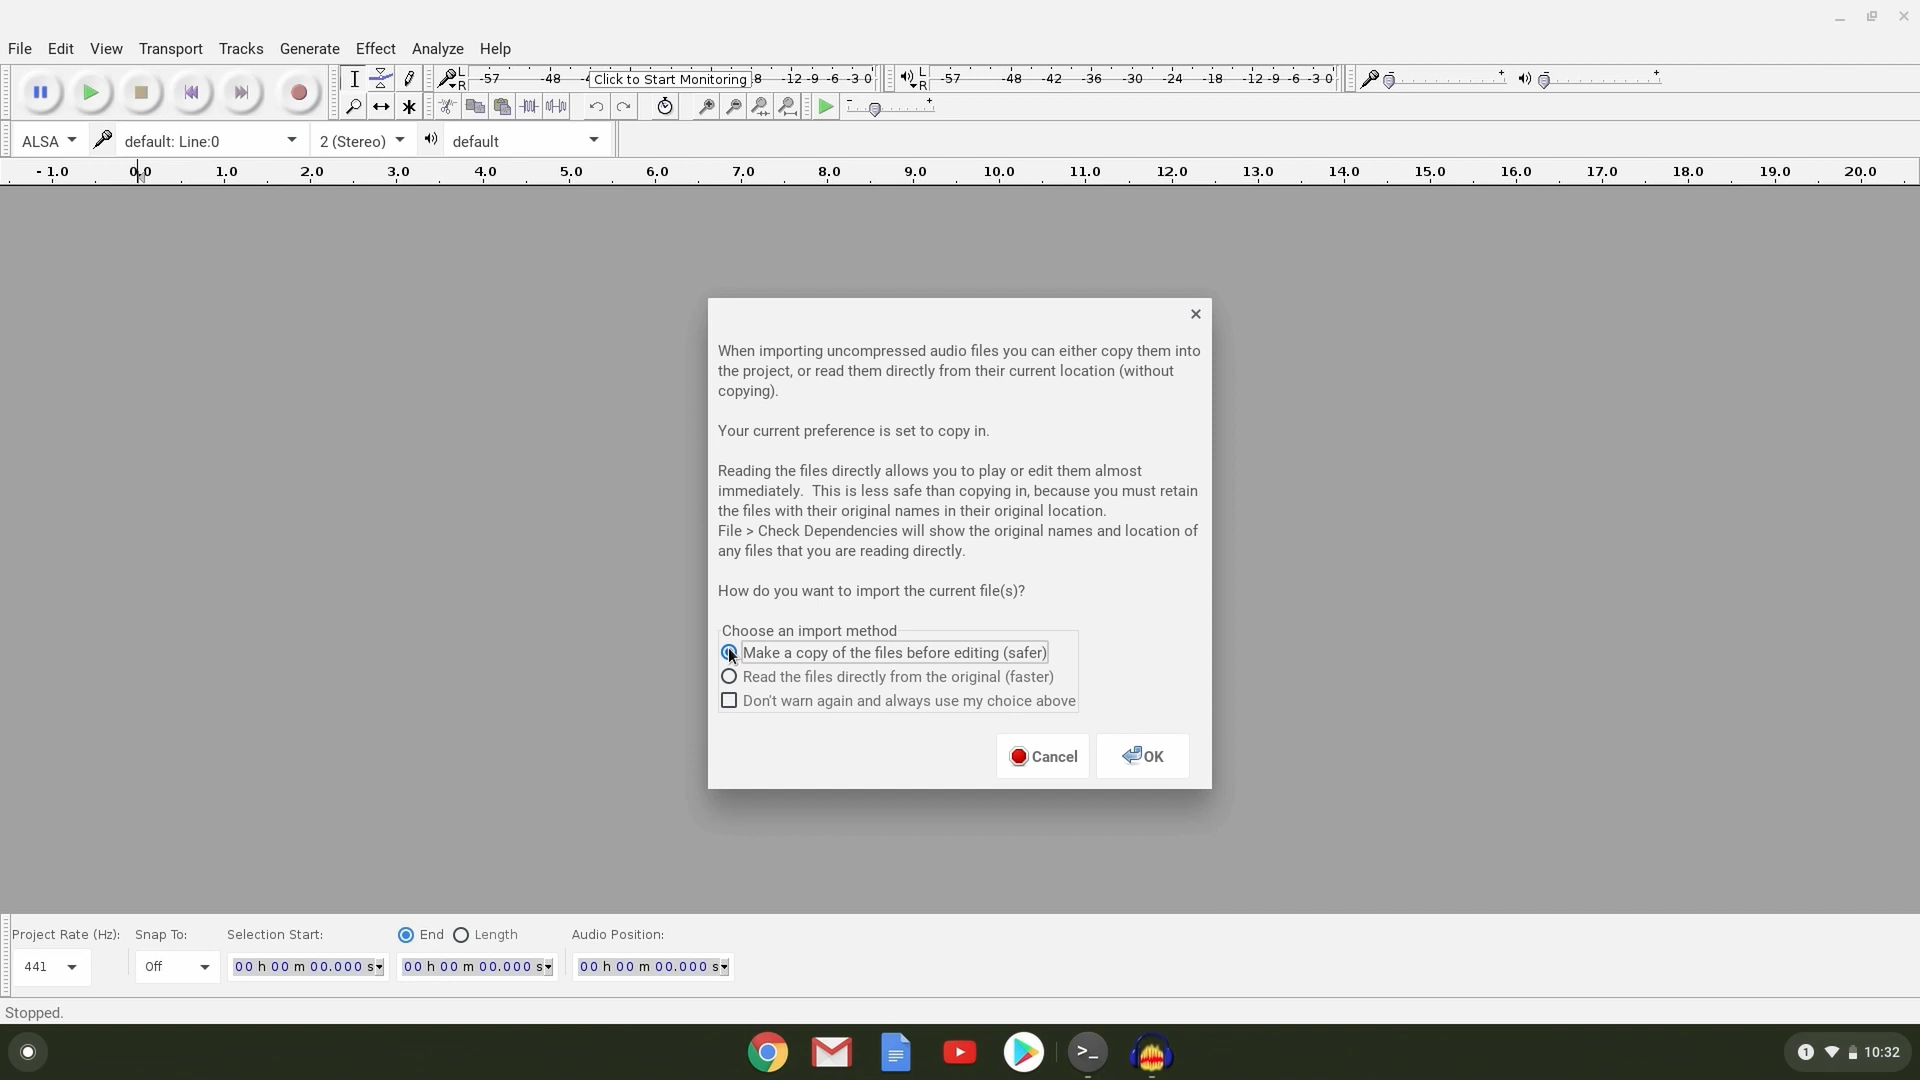 File Edit View Transport Tracks Generate Effect Analyze Help
L R -57 -48 -4 Click to Start Monitoring 8 -12 -9 -6 -3 0 L R -57 -48 -42 -36 -30 -24 -18 -12 -9 -6 -3 0 - + - +
- +
ALSA default: Line:0 2 (Stereo) default
- 1.0 0.0 1.0 2.0 3.0 4.0 5.0 6.0 7.0 8.0 9.0 10.0 11.0 12.0 13.0 14.0 15.0 16.0 17.0 18.0 19.0 20.0
When importing uncompressed audio files you can either copy them into
the project, or read them directly from their current location (without
copying).
Your current preference is set to copy in.
Reading the files directly allows you to play or edit them almost
immediately.  This is less safe than copying in, because you must retain
the files with their original names in their original location.
File > Check Dependencies will show the original names and location of
any files that you are reading directly.
How do you want to import the current file(s)?
Choose an import method
Make a copy of the files before editing (safer)
Read the files directly from the original (faster)
Don't warn again and always use my choice above
Cancel OK
Project Rate (Hz): Snap To: Selection Start: End Length Audio Position:
441 Off 00 h 00 m 00.000 s 00 h 00 m 00.000 s 00 h 00 m 00.000 s
Stopped.
>_ 1 10:32